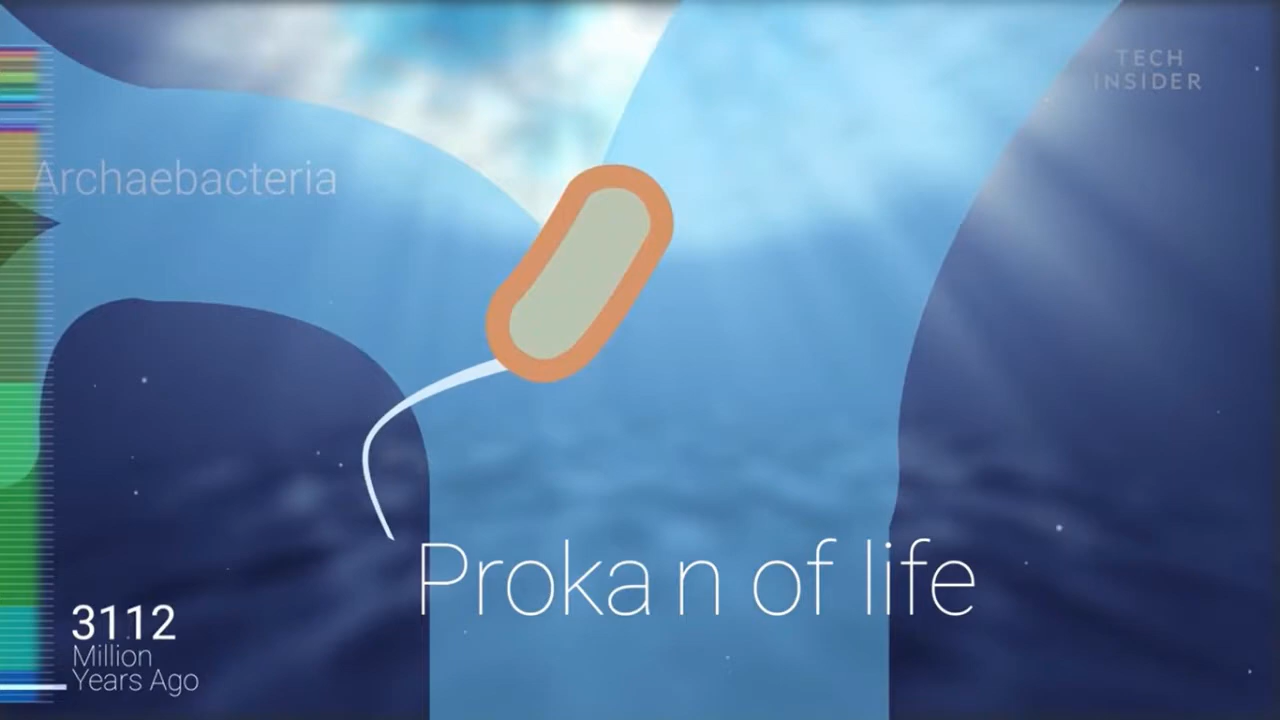 TECH
INSIDER
Archaebacteria
Proka n of life
3112
Million
Years Ago